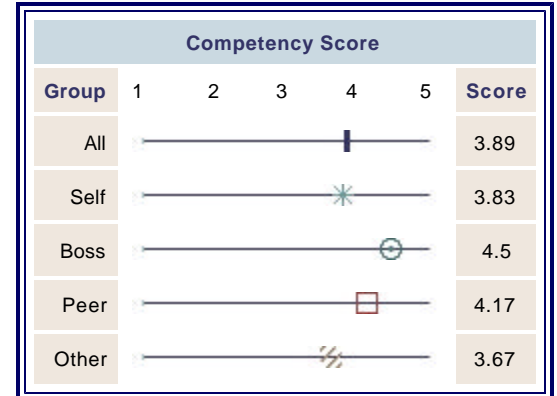 Competency Score
Group 1 2 3 4 5 Score
All 3.89
Self 3.83
Boss 4.5
Peer 4.17
Other 3.67